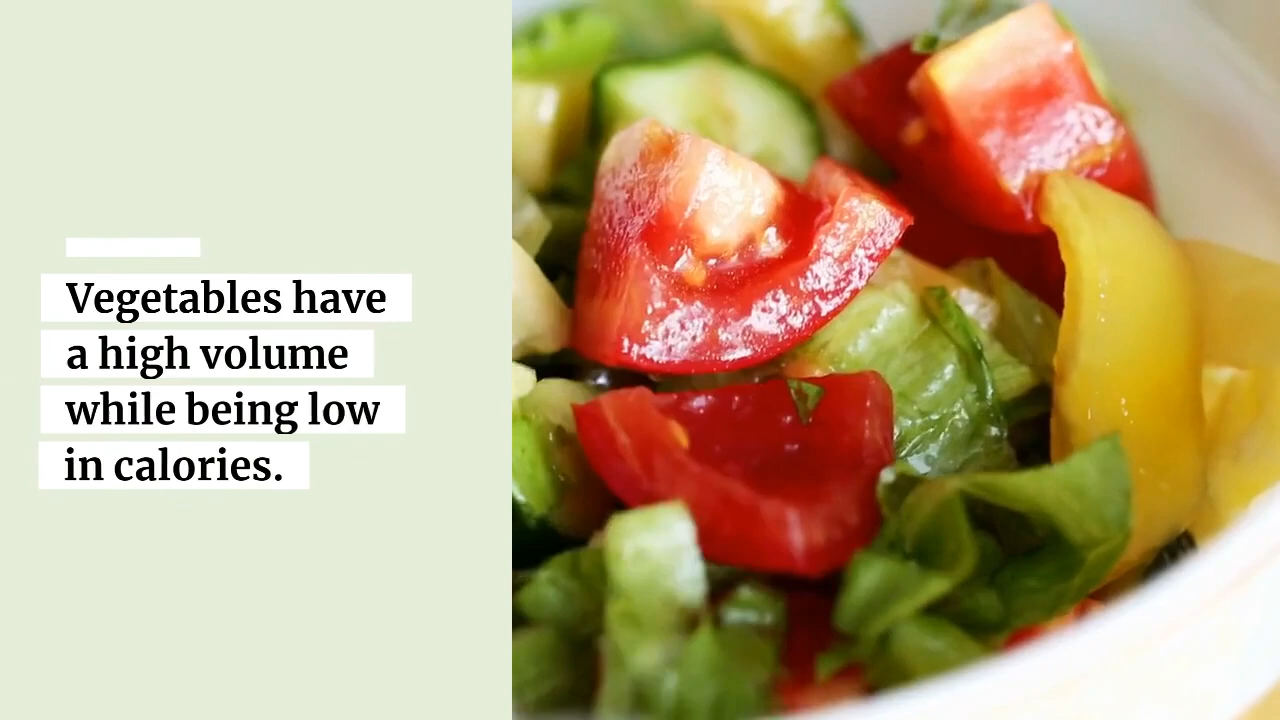 Vegetables have
a high volume
while being low
in calories.